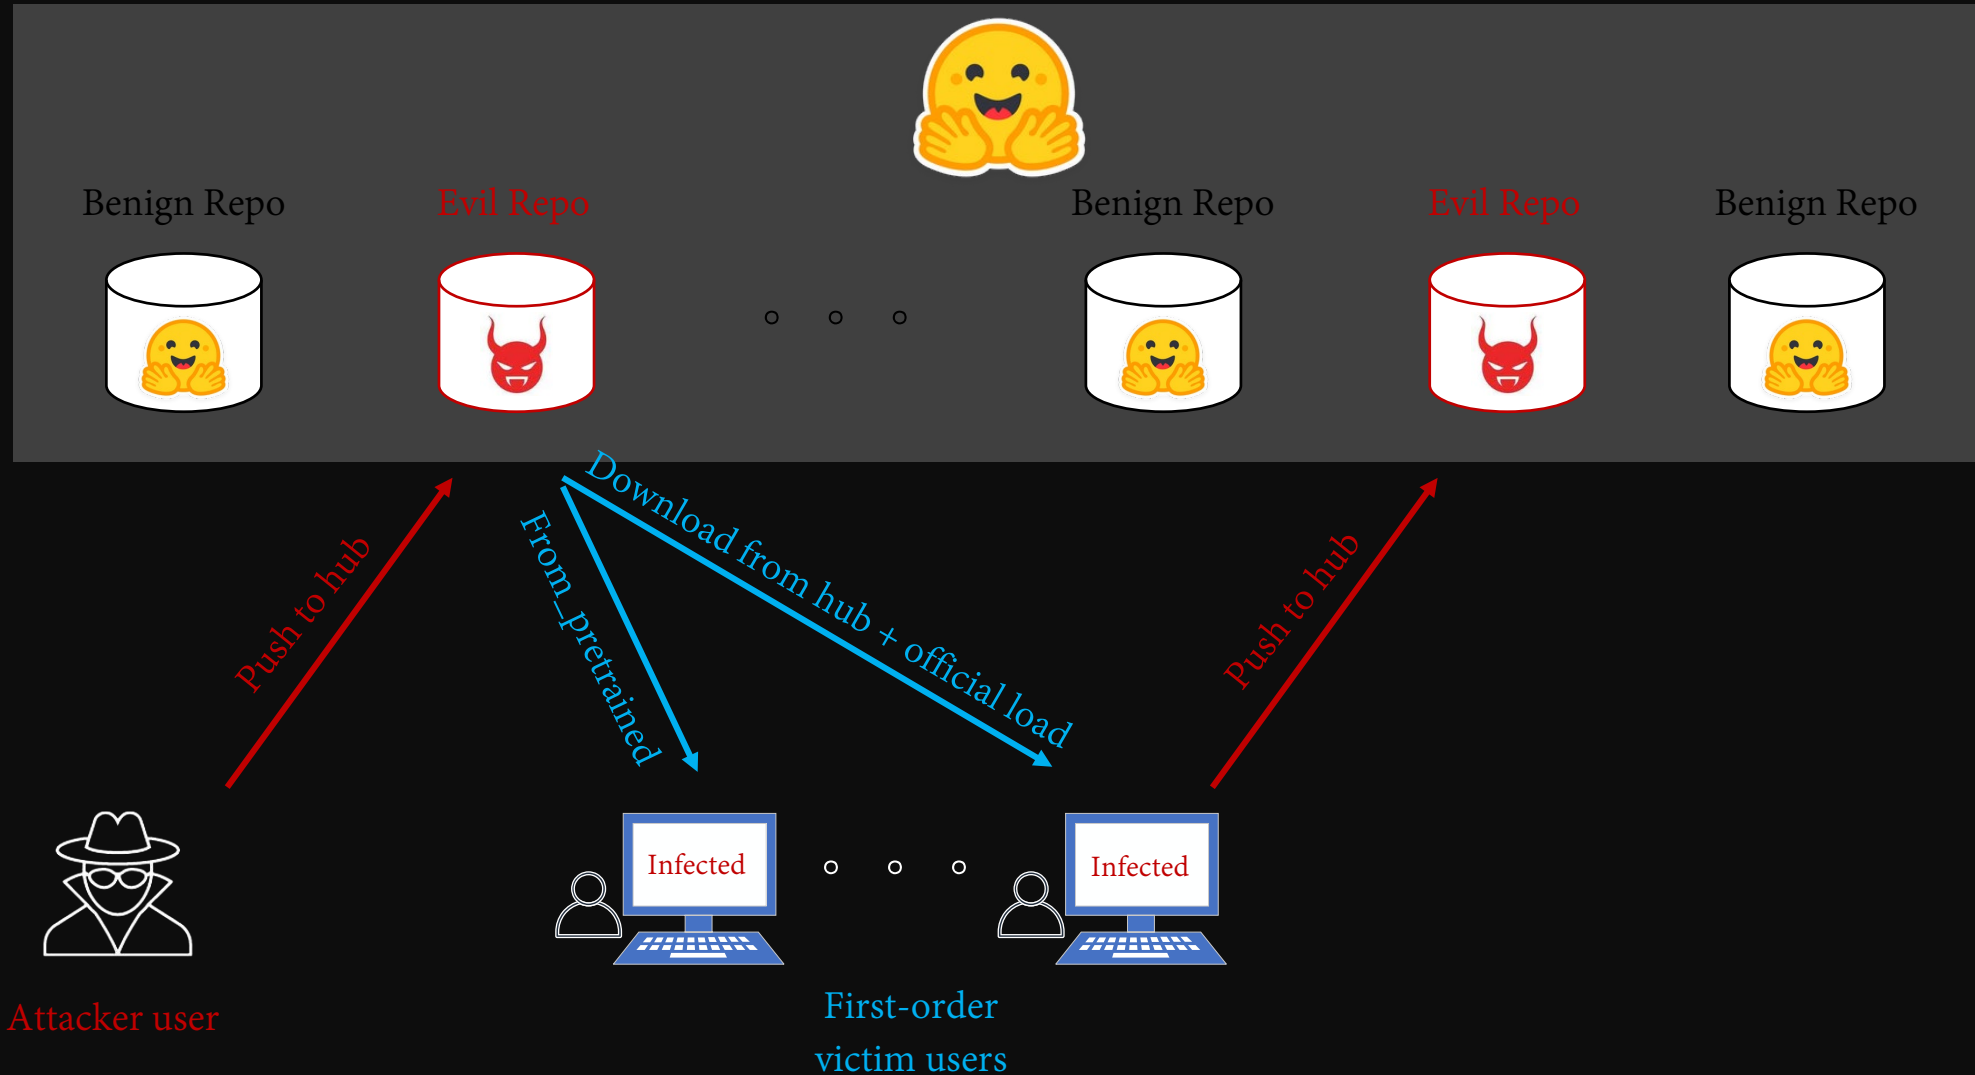 Benign Repo
Evil Repo
Benign Repo
Evil Repo
Benign Repo
Push to hub
From_pretrained
Download from hub + official load
Push to hub
Infected
Infected
Attacker user
First-order
victim users